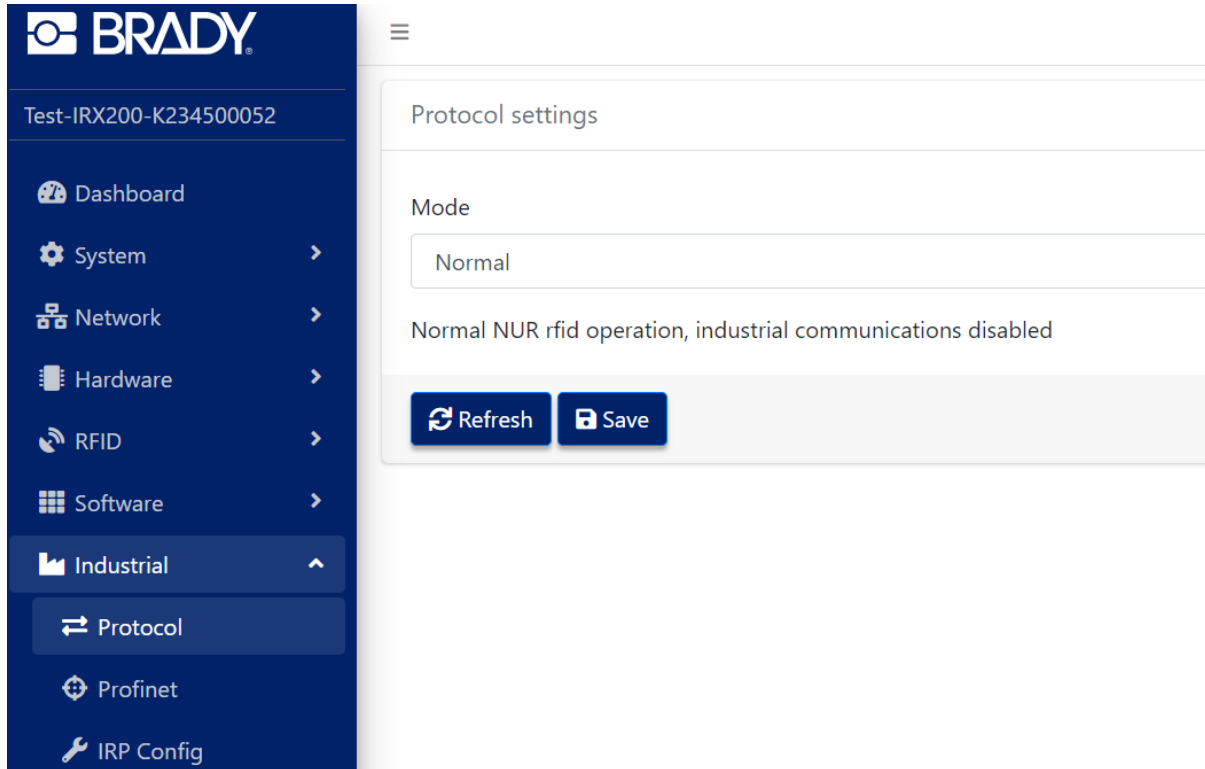 BRADY
Test-IRX200-K234500052
Dashboard
System
Network
Hardware
RFID
Software
Industrial
Protocol
Profinet
IRP Config
Protocol settings
Mode
Normal
Normal NUR rfid operation, industrial communications disabled
Refresh
Save